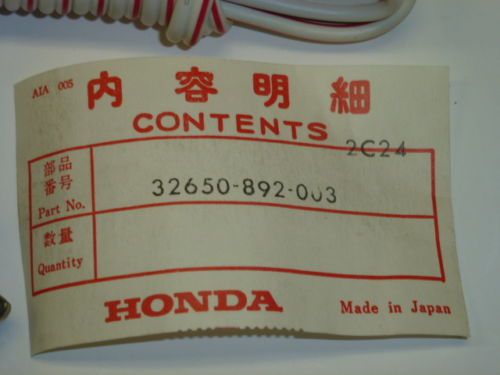 AIA 005
内容明細
CONTENTS
2C24
部品
番号
Part No.
32650-892-003
数量
Quantity
HONDA
Made in Japan